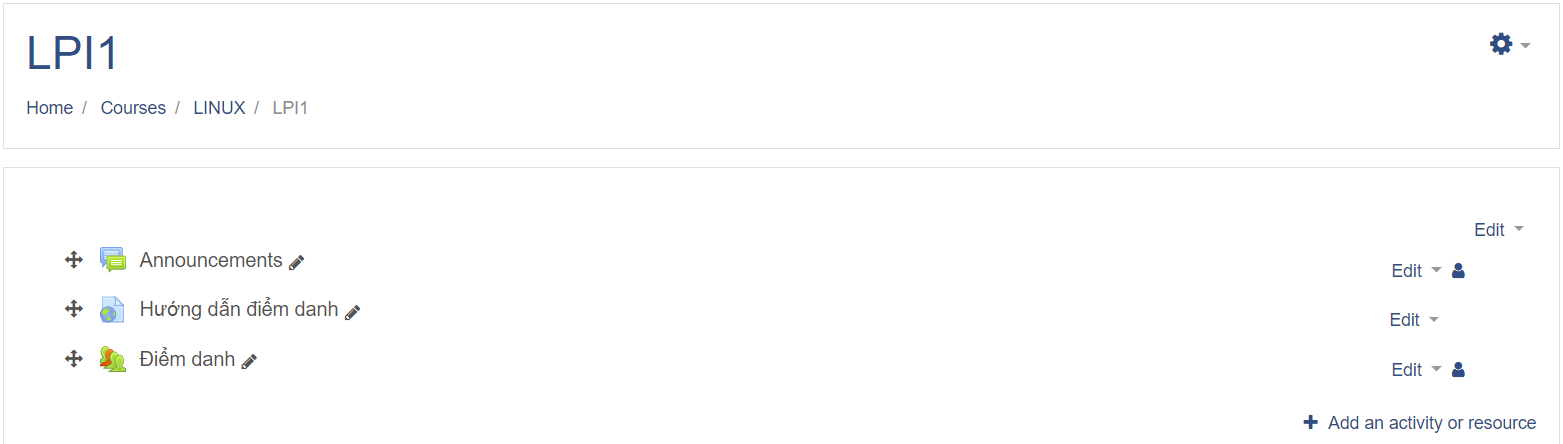 LPI1
Home / Courses / LINUX / LPI1
Edit
Announcements Edit
Hướng dẫn điểm danh Edit
Điểm danh Edit
Add an activity or resource